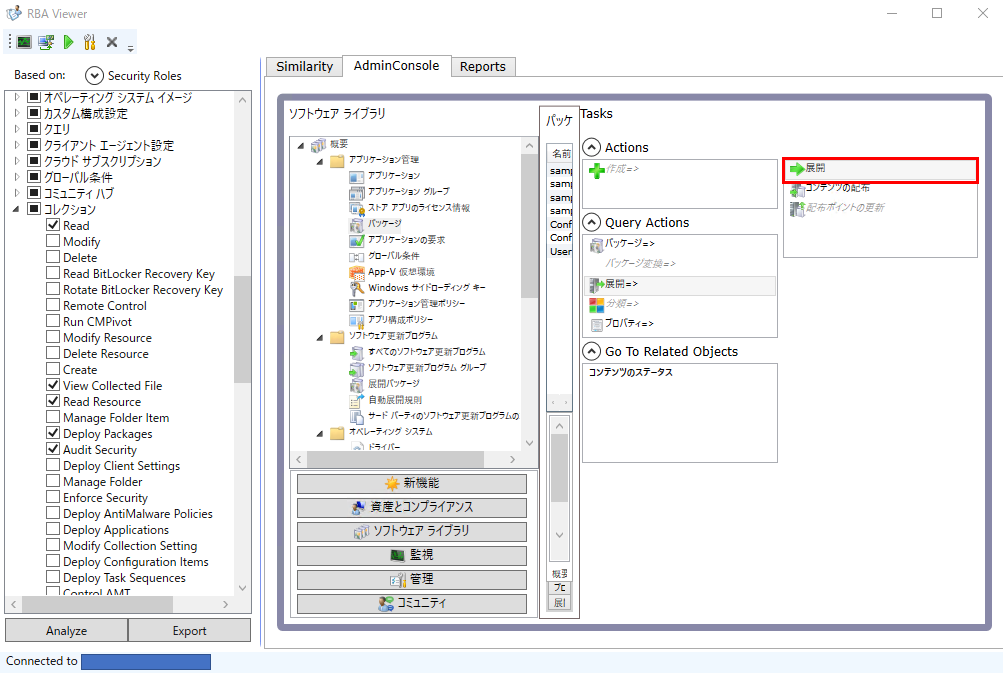 RBA Viewer
Based on: Security Roles
オペレーティング システム イメージ
カスタム構成設定
クエリ
クライアント エージェント設定
クラウド サブスクリプション
グローバル条件
コミュニティ ハブ
コレクション
Read
Modify
Delete
Read BitLocker Recovery Key
Rotate BitLocker Recovery Key
Remote Control
Run CMPivot
Modify Resource
Delete Resource
Create
View Collected File
Read Resource
Manage Folder Item
Deploy Packages
Audit Security
Deploy Client Settings
Manage Folder
Enforce Security
Deploy AntiMalware Policies
Deploy Applications
Modify Collection Setting
Deploy Configuration Items
Deploy Task Sequences
Control AMT
Analyze
Export
Connected to
Similarity
AdminConsole
Reports
ソフトウェア ライブラリ
概要
アプリケーション管理
アプリケーション
アプリケーション グループ
ストア アプリのライセンス情報
パッケージ
アプリケーションの要求
グローバル条件
App-V 仮想環境
Windows サイドローディング キー
アプリケーション管理ポリシー
アプリ構成ポリシー
ソフトウェア更新プログラム
すべてのソフトウェア更新プログラム
ソフトウェア更新プログラム グループ
展開パッケージ
自動展開規則
サード パーティのソフトウェア更新プログラムの
オペレーティング システム
ドライバー
新機能
資産とコンプライアンス
ソフトウェア ライブラリ
監視
管理
コミュニティ
パッケ
名前
samp
samp
samp
samp
Conf
Conf
User
概要
プロ
展
Tasks
Actions
作成=>
Query Actions
パッケージ=>
パッケージ変換=>
展開=>
分類=>
プロパティ=>
Go To Related Objects
コンテンツのステータス
展開
コンテンツの配布
配布ポイントの更新